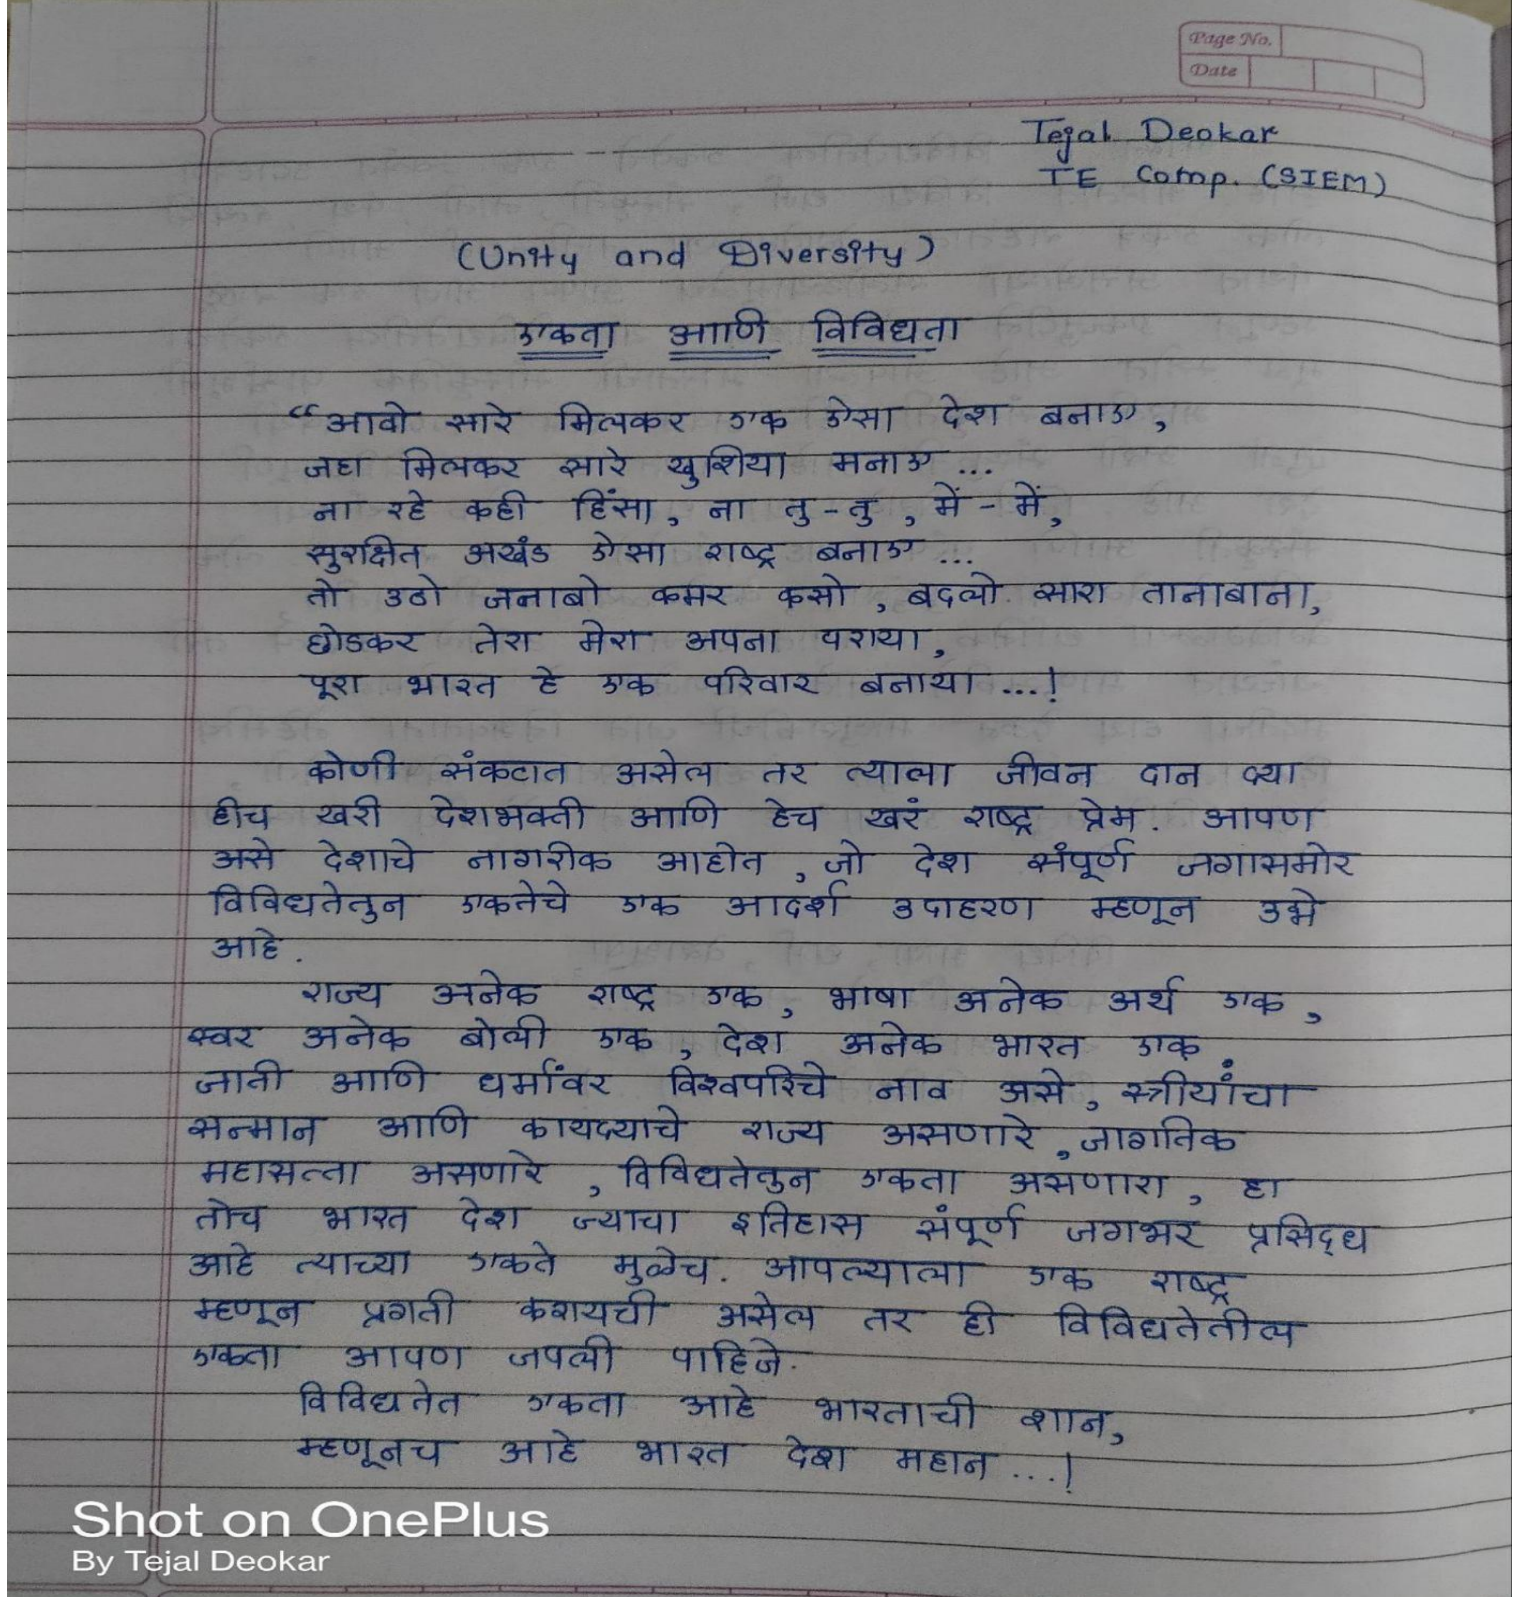 Page No.
Date
Tejal Deokar
TE Comp. (SIEM)
(Unity and Diversity)
एकता आणि विविधता
“आवो सारे मिलकर एक ऐसा देश बनाए,
जहा मिलकर सारे खुशिया मनाए ...
ना रहे कही हिंसा, ना तु-तु, में-में,
सुरक्षित अखंड ऐसा राष्ट्र बनाए ...
तो उठो जनाबो कमर कसो, बदलो सारा तानाबाना,
छोडकर तेरा मेरा अपना पराया,
पूरा भारत हे एक परिवार बनाया ...!
कोणी संकटात असेल तर त्याला जीवन दान द्या
हीच खरी देशभक्ती आणि हेच खरं राष्ट्र प्रेम. आपण
असे देशाचे नागरीक आहोत, जो देश संपूर्ण जगासमोर
विविधतेतुन एकतेचे एक आदर्श उदाहरण म्हणून उभे
आहे.
राज्य अनेक राष्ट्र एक, भाषा अनेक अर्थ एक,
स्वर अनेक बोली एक, देश अनेक भारत एक.
जाती आणि धर्मांवर विश्वपरिचे नाव असे, स्त्रीयांचा
सन्मान आणि कायद्याचे राज्य असणारे, जागतिक
महासत्ता असणारे, विविधतेतुन एकता असणारा, हा
तोच भारत देश ज्याचा इतिहास संपूर्ण जगभर प्रसिद्ध
आहे त्याच्या एकते मुळेच. आपल्याला एक राष्ट्र
म्हणून प्रगती करायची असेल तर ही विविधतेतील
एकता आपण जपली पाहिजे.
विविधतेत एकता आहे भारताची शान,
म्हणूनच आहे भारत देश महान ...!
Shot on OnePlus
By Tejal Deokar